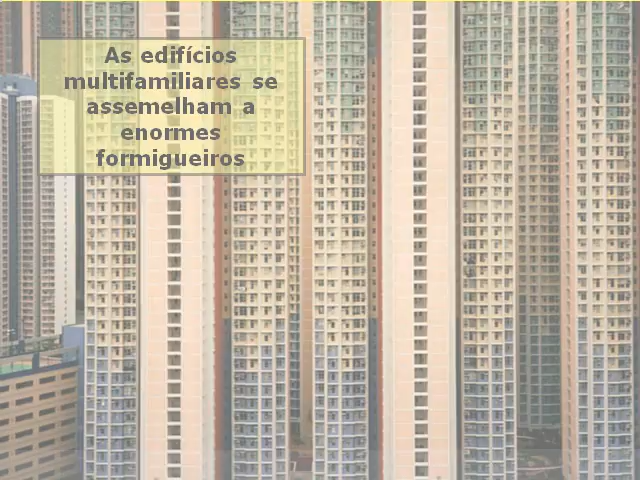 As edifícios
multifamiliares se
assemelham a
enormes
formigueiros